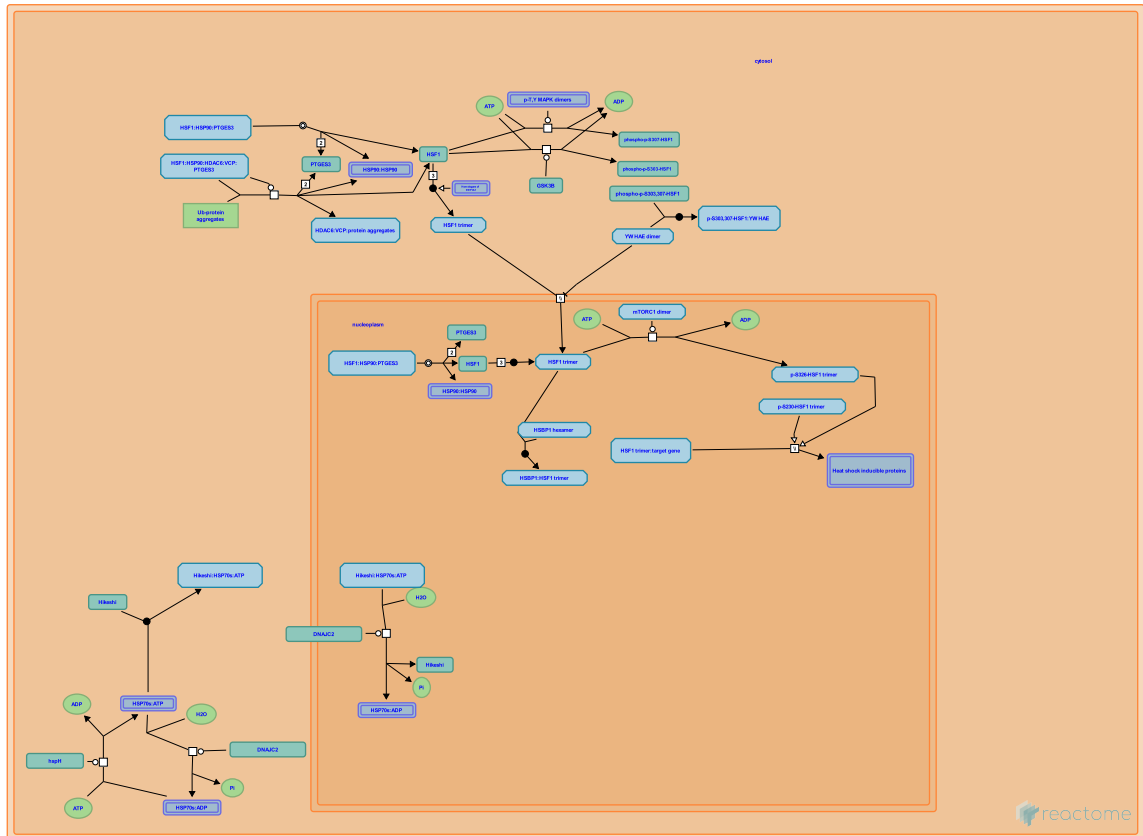 cytosol
ATP
p-T,Y MAPK dimers
ADP
HSF1:HSP90:PTGES3
phospho-p-S307-HSF1
2
HSF1
PTGES3
HSP90:HSP90
phospho-p-S303-HSF1
HSF1:HSP90:HDAC6:VCP:
PTGES3
3
2
GSK3B
phospho-p-S303,307-HSF1
Ub-protein
aggregates
HDAC6:VCP:protein aggregates
HSF1 trimer
p-S303,307-HSF1:YWHAE
YWHAE dimer
nucleoplasm
ATP
mTORC1 dimer
ADP
PTGES3
2
HSF1:HSP90:PTGES3
HSF1
3
HSF1 trimer
HSP90:HSP90
p-S326-HSF1 trimer
p-S230-HSF1 trimer
HSBP1 hexamer
HSF1 trimer:target gene
Heat shock inducible proteins
HSBP1:HSF1 trimer
Hikeshi:HSP70s:ATP
Hikeshi:HSP70s:ATP
Hikeshi
H2O
DNAJC2
Hikeshi
Pi
HSP70s:ADP
ADP
HSP70s:ATP
H2O
DNAJC2
hspH
Pi
ATP
HSP70s:ADP
reactome